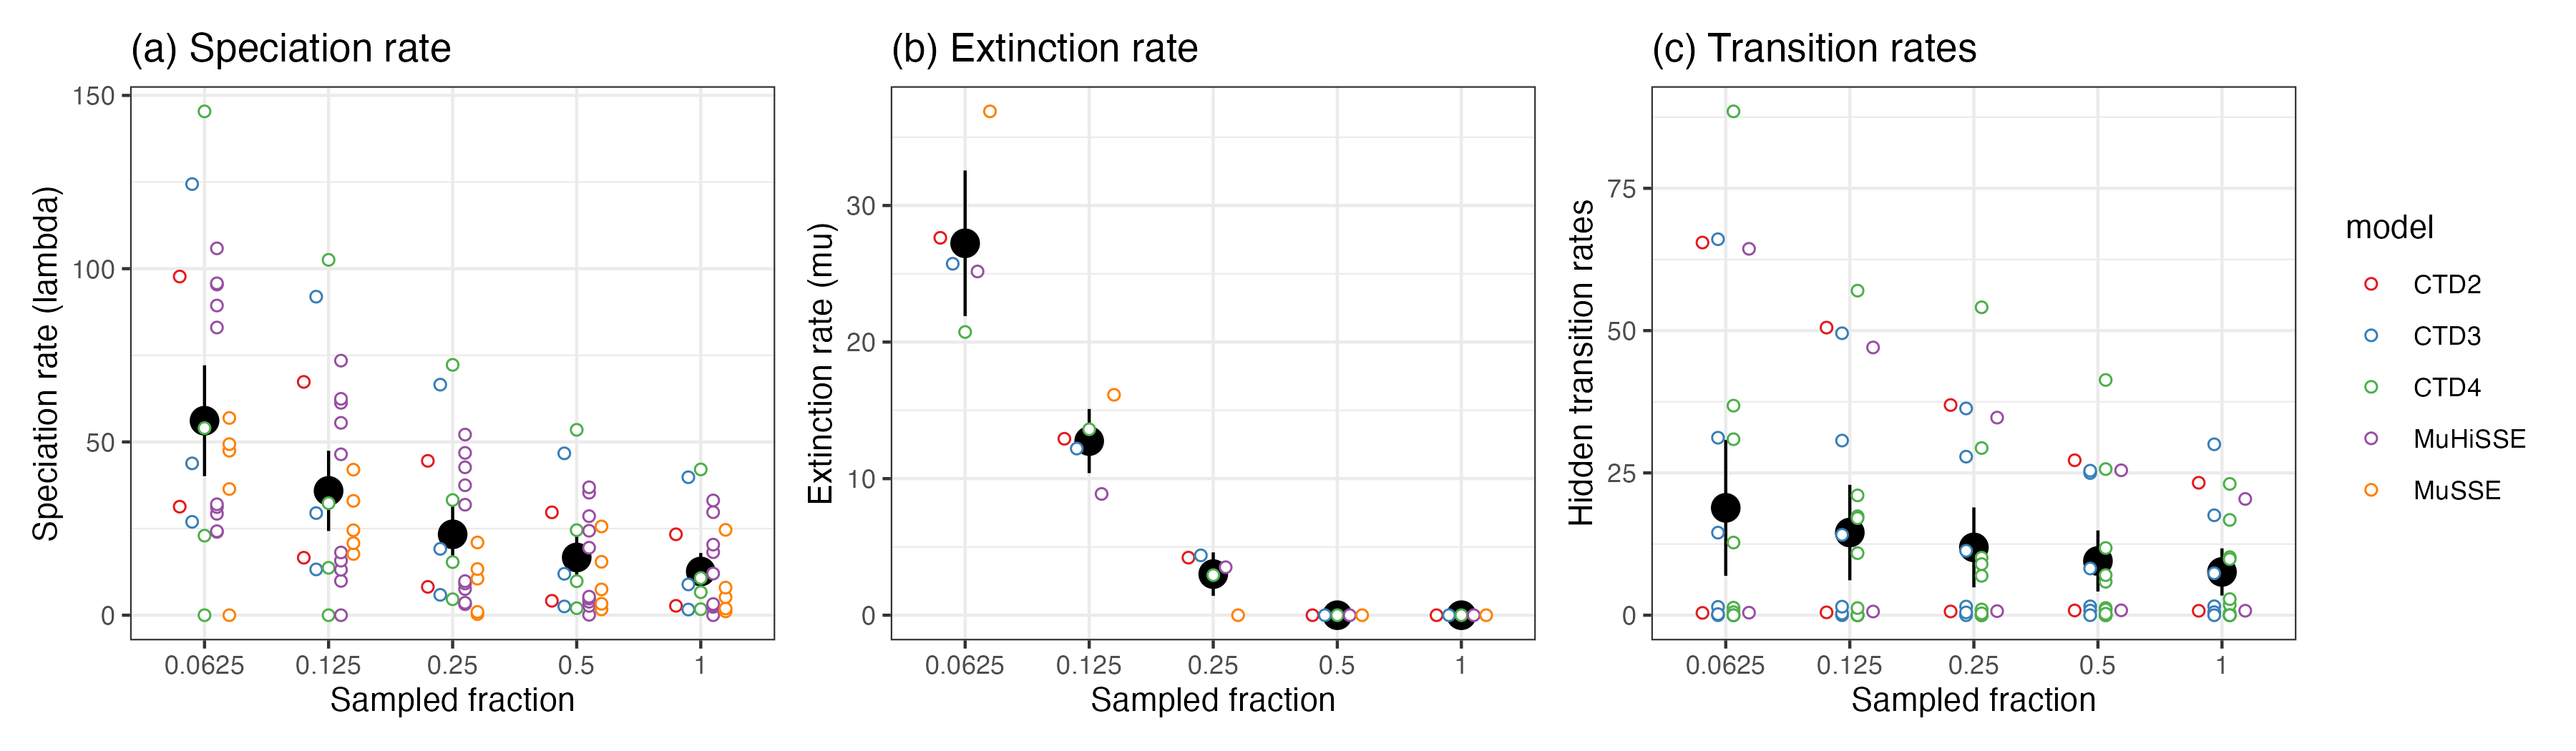 (a) Speciation rate
150
100
50
0
Speciation rate (lambda)
0.0625 0.125 0.25 0.5 1
Sampled fraction
(b) Extinction rate
30
20
10
0
Extinction rate (mu)
0.0625 0.125 0.25 0.5 1
Sampled fraction
(c) Transition rates
75
50
25
0
Hidden transition rates
0.0625 0.125 0.25 0.5 1
Sampled fraction
model
CTD2
CTD3
CTD4
MuHiSSE
MuSSE